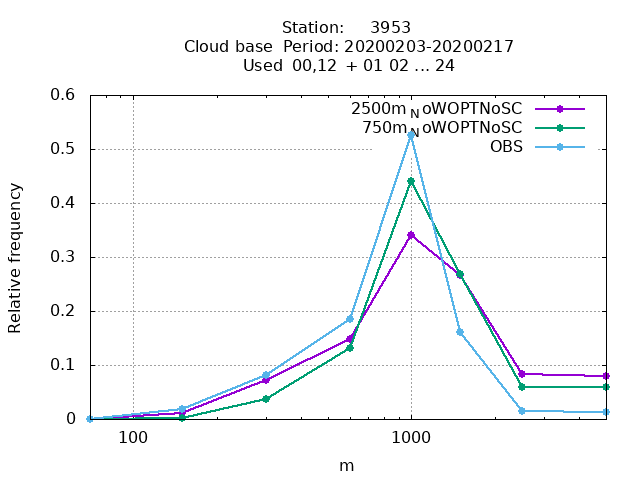 Station: 3953
Cloud base Period: 20200203-20200217
Used 00,12 + 01 02 ... 24
2500m_NoWOPTNoSC
750m_NoWOPTNoSC
OBS
0.6
0.5
0.4
0.3
0.2
0.1
0
Relative frequency
100 1000
m